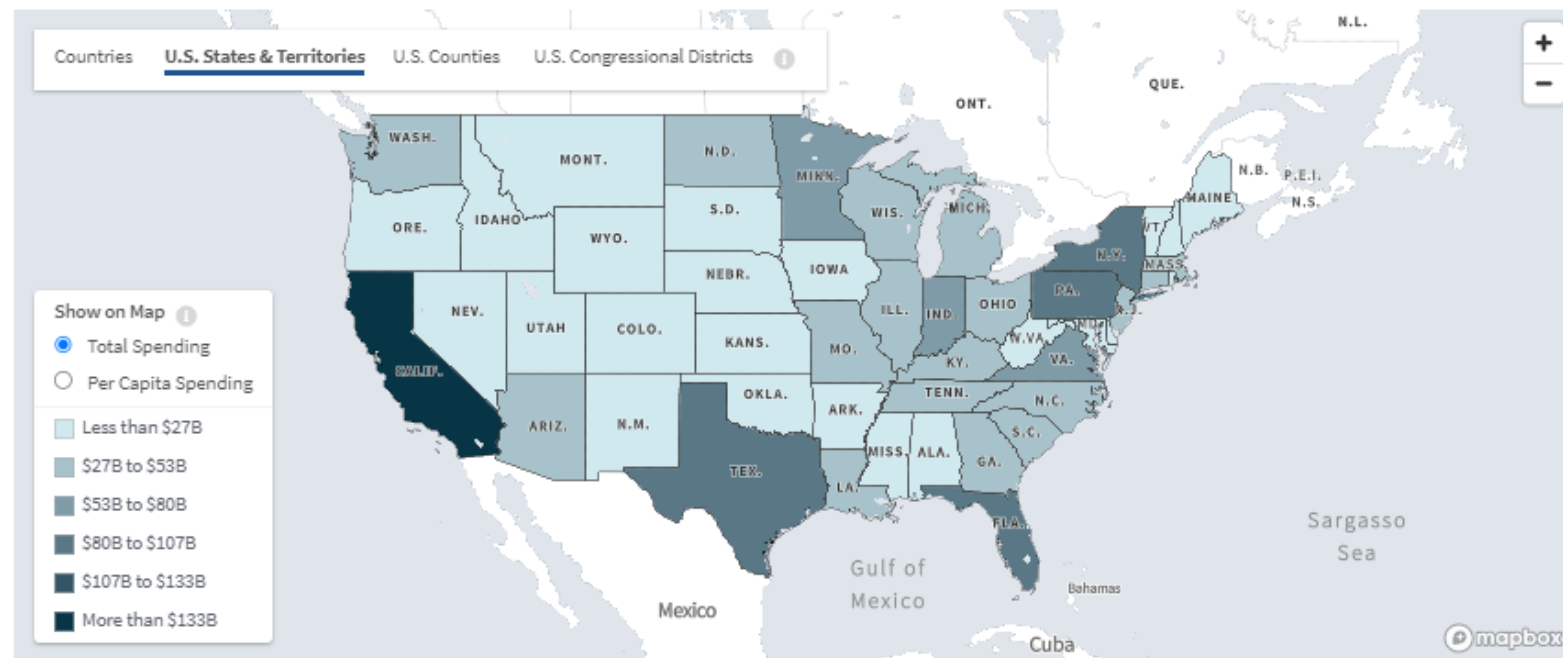 Countries
U.S. States & Territories
U.S. Counties
U.S. Congressional Districts
N.L.
QUE.
ONT.
N.B.
P.E.I.
N.S.
WASH.
MONT.
N.D.
MINN.
MAINE
ORE.
IDAHO
S.D.
WIS.
MICH.
VT.
WYO.
N.Y.
MASS.
IOWA
NEBR.
PA.
N.J.
NEV.
UTAH
COLO.
ILL.
IND.
OHIO
MD.
KANS.
MO.
W.VA.
VA.
KY.
CALIF.
OKLA.
TENN.
N.C.
ARIZ.
N.M.
ARK.
S.C.
MISS.
ALA.
GA.
TEX.
LA.
FLA.
Show on Map
Total Spending
Per Capita Spending
Less than $27B
$27B to $53B
$53B to $80B
$80B to $107B
$107B to $133B
More than $133B
Sargasso
Sea
Gulf of
Mexico
Bahamas
Mexico
Cuba
mapbox